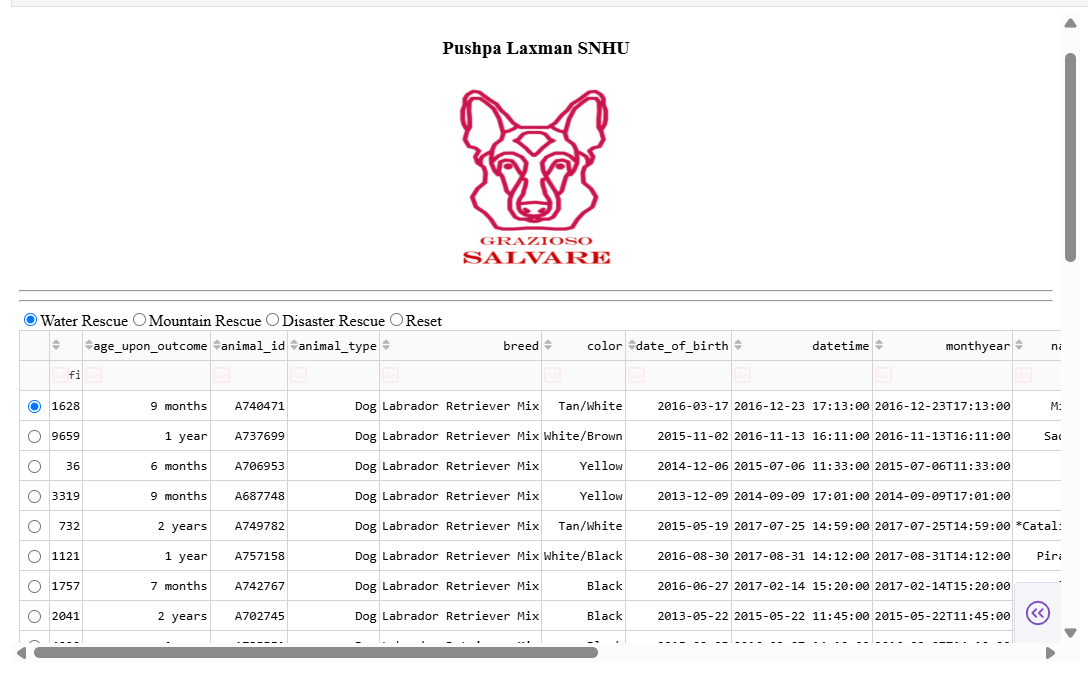 Pushpa Laxman SNHU
GRAZIOSO
SALVARE
Water Rescue Mountain Rescue Disaster Rescue Reset
age_upon_outcome animal_id animal_type breed color date_of_birth datetime monthyear na
Aa fi Aa Aa Aa Aa Aa Aa Aa Aa Aa
1628 9 months A740471 Dog Labrador Retriever Mix Tan/White 2016-03-17 2016-12-23 17:13:00 2016-12-23T17:13:00
9659 1 year A737699 Dog Labrador Retriever Mix White/Brown 2015-11-02 2016-11-13 16:11:00 2016-11-13T16:11:00
36 6 months A706953 Dog Labrador Retriever Mix Yellow 2014-12-06 2015-07-06 11:33:00 2015-07-06T11:33:00
3319 9 months A687748 Dog Labrador Retriever Mix Yellow 2013-12-09 2014-09-09 17:01:00 2014-09-09T17:01:00
732 2 years A749782 Dog Labrador Retriever Mix Tan/White 2015-05-19 2017-07-25 14:59:00 2017-07-25T14:59:00 *Catal
1121 1 year A757158 Dog Labrador Retriever Mix White/Black 2016-08-30 2017-08-31 14:12:00 2017-08-31T14:12:00 Pir
1757 7 months A742767 Dog Labrador Retriever Mix Black 2016-06-27 2017-02-14 15:20:00 2017-02-14T15:20:00
2041 2 years A702745 Dog Labrador Retriever Mix Black 2013-05-22 2015-05-22 11:45:00 2015-05-22T11:45:00